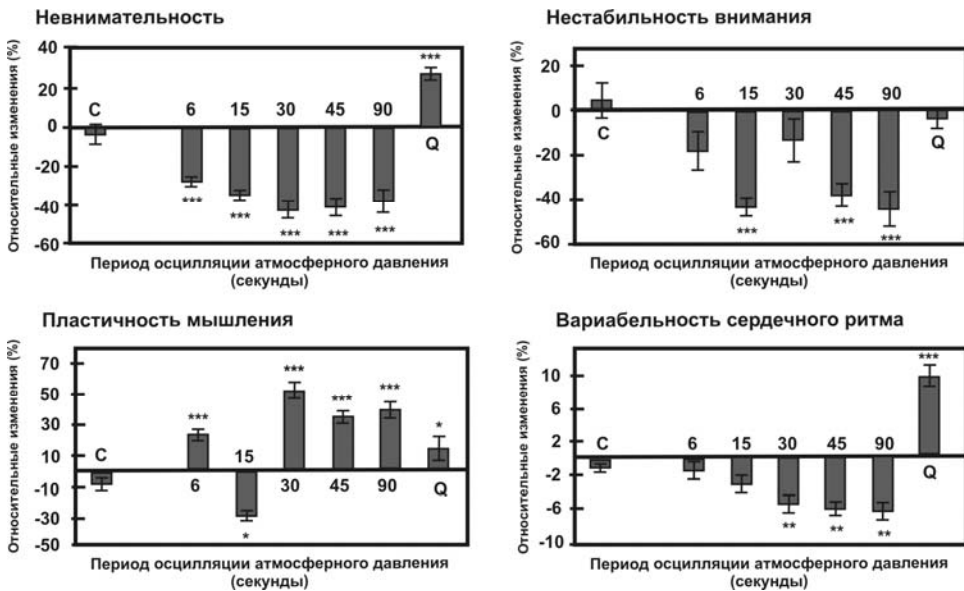 Невнимательность
Относительные изменения (%)
40
20
0
-20
-40
-60
C
6
15
30
45
90
Q
***
***
***
***
***
***
Период осцилляции атмосферного давления
(секунды)
Нестабильность внимания
Относительные изменения (%)
20
0
-20
-40
-60
C
6
15
30
45
90
Q
***
***
***
Период осцилляции атмосферного давления
(секунды)
Пластичность мышления
Относительные изменения (%)
70
50
30
10
-10
-30
-50
C
6
15
30
45
90
Q
***
*
***
***
***
*
Период осцилляции атмосферного давления
(секунды)
Вариабельность сердечного ритма
Относительные изменения (%)
10
6
2
-2
-6
-10
C
6
15
30
45
90
Q
**
**
**
***
Период осцилляции атмосферного давления
(секунды)